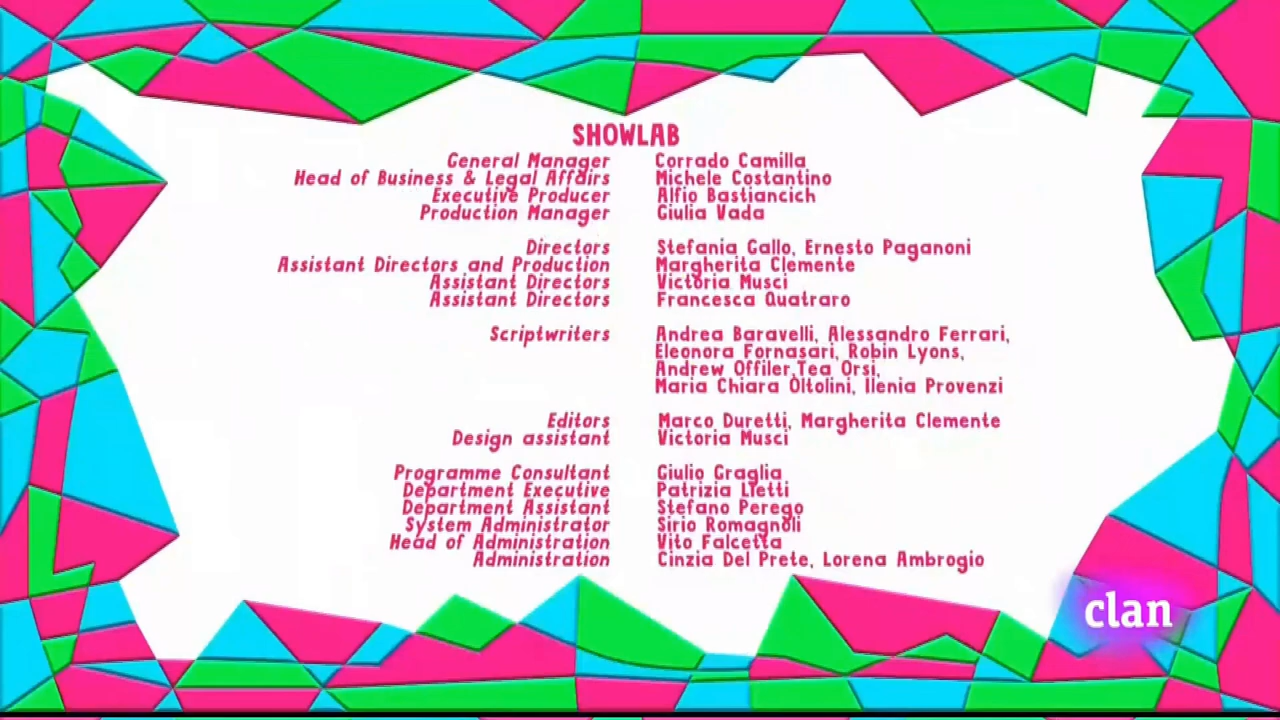 SHOWLAB
General Manager Corrado Camilla
Head of Business & Legal Affairs Michele Costantino
Executive Producer Alfio Bastiancich
Production Manager Giulia Vada
Directors Stefania Gallo, Ernesto Paganoni
Assistant Directors and Production Margherita Clemente
Assistant Directors Victoria Musci
Assistant Directors Francesca Quatraro
Scriptwriters Andrea Baravelli, Alessandro Ferrari,
Eleonora Fornasari, Robin Lyons,
Andrew Offiler,Tea Orsi,
Maria Chiara Oltolini, Ilenia Provenzi
Editors Marco Duretti, Margherita Clemente
Design assistant Victoria Musci
Programme Consultant Giulio Graglia
Department Executive Patrizia Lietti
Department Assistant Stefano Perego
System Administrator Sirio Romagnoli
Head of Administration Vito Falcetta
Administration Cinzia Del Prete, Lorena Ambrogio
clan